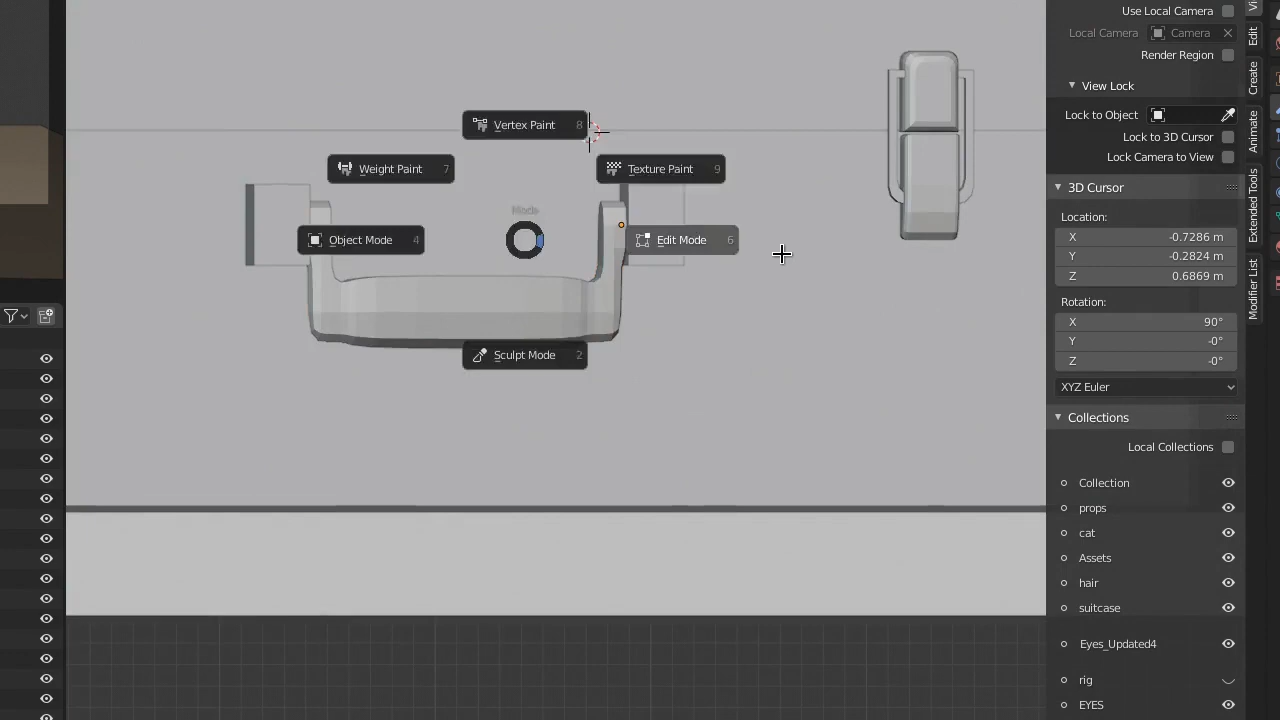 Vi
Use Local Camera
Local Camera Camera
Render Region
Edit
View Lock
Create
Lock to Object
Animate
Lock to 3D Cursor
Lock Camera to View
Vertex Paint 8
Weight Paint 7
Texture Paint 9
Mode
Object Mode 4
Edit Mode 6
Sculpt Mode 2
3D Cursor
Extended Tools
Location:
X -0.7286 m
Y -0.2824 m
Z 0.6869 m
Modifier List
Rotation:
X 90°
Y -0°
Z -0°
XYZ Euler
Collections
Local Collections
Collection
props
cat
Assets
hair
suitcase
Eyes_Updated4
rig
EYES